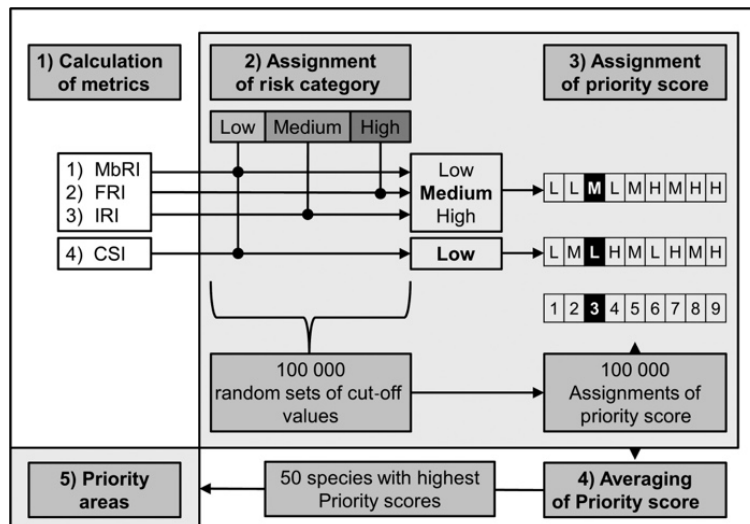 1) Calculation
of metrics
2) Assignment
of risk category
3) Assignment
of priority score
Low Medium High
1) MbRI
2) FRI
3) IRI
4) CSI
Low
Medium
High
Low
L L M L M H M H H
L M L H M L H M H
1 2 3 4 5 6 7 8 9
100 000
random sets of cut-off
values
100 000
Assignments of
priority score
5) Priority
areas
50 species with highest
Priority scores
4) Averaging
of Priority score